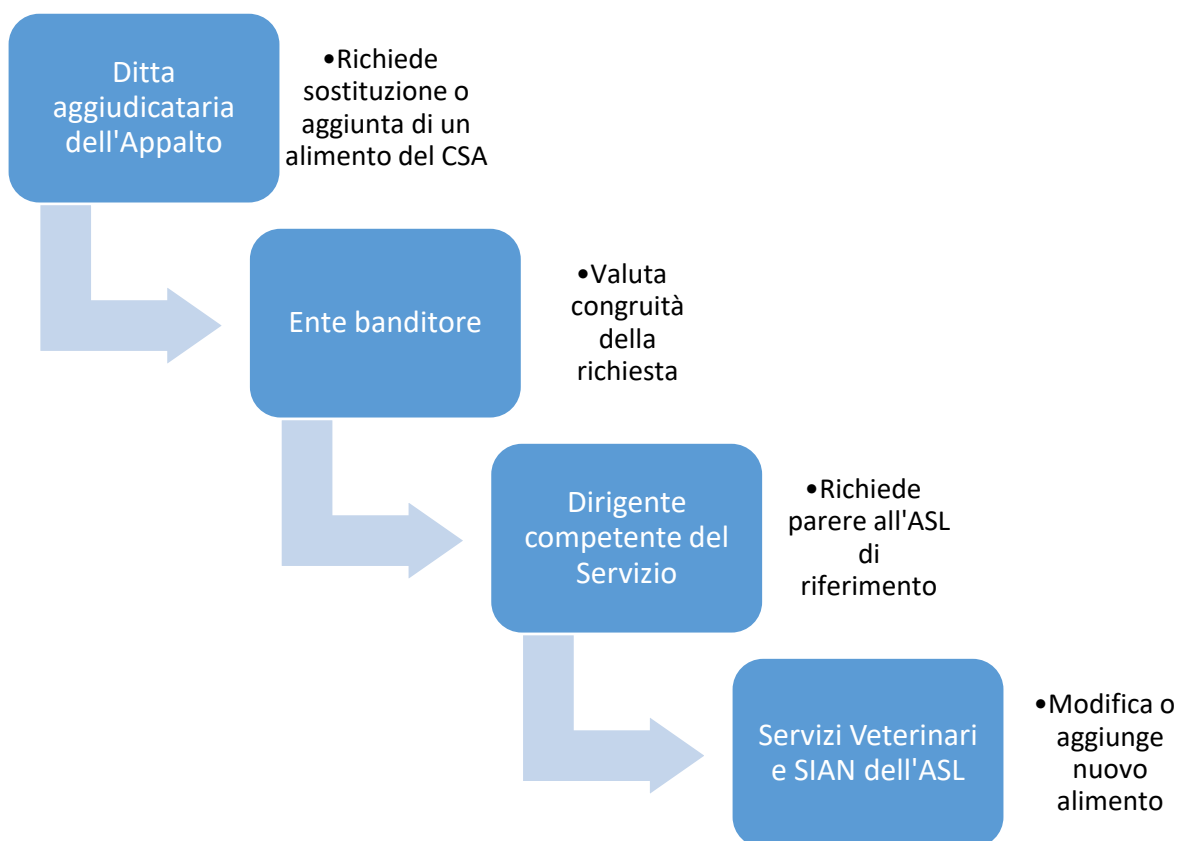 Ditta
aggiudicataria
dell'Appalto
•Richiede
sostituzione o
aggiunta di un
alimento del CSA
Ente banditore
•Valuta
congruità
della
richiesta
Dirigente
competente del
Servizio
•Richiede
parere all'ASL
di
riferimento
Servizi Veterinari
e SIAN dell'ASL
•Modifica o
aggiunge
nuovo
alimento